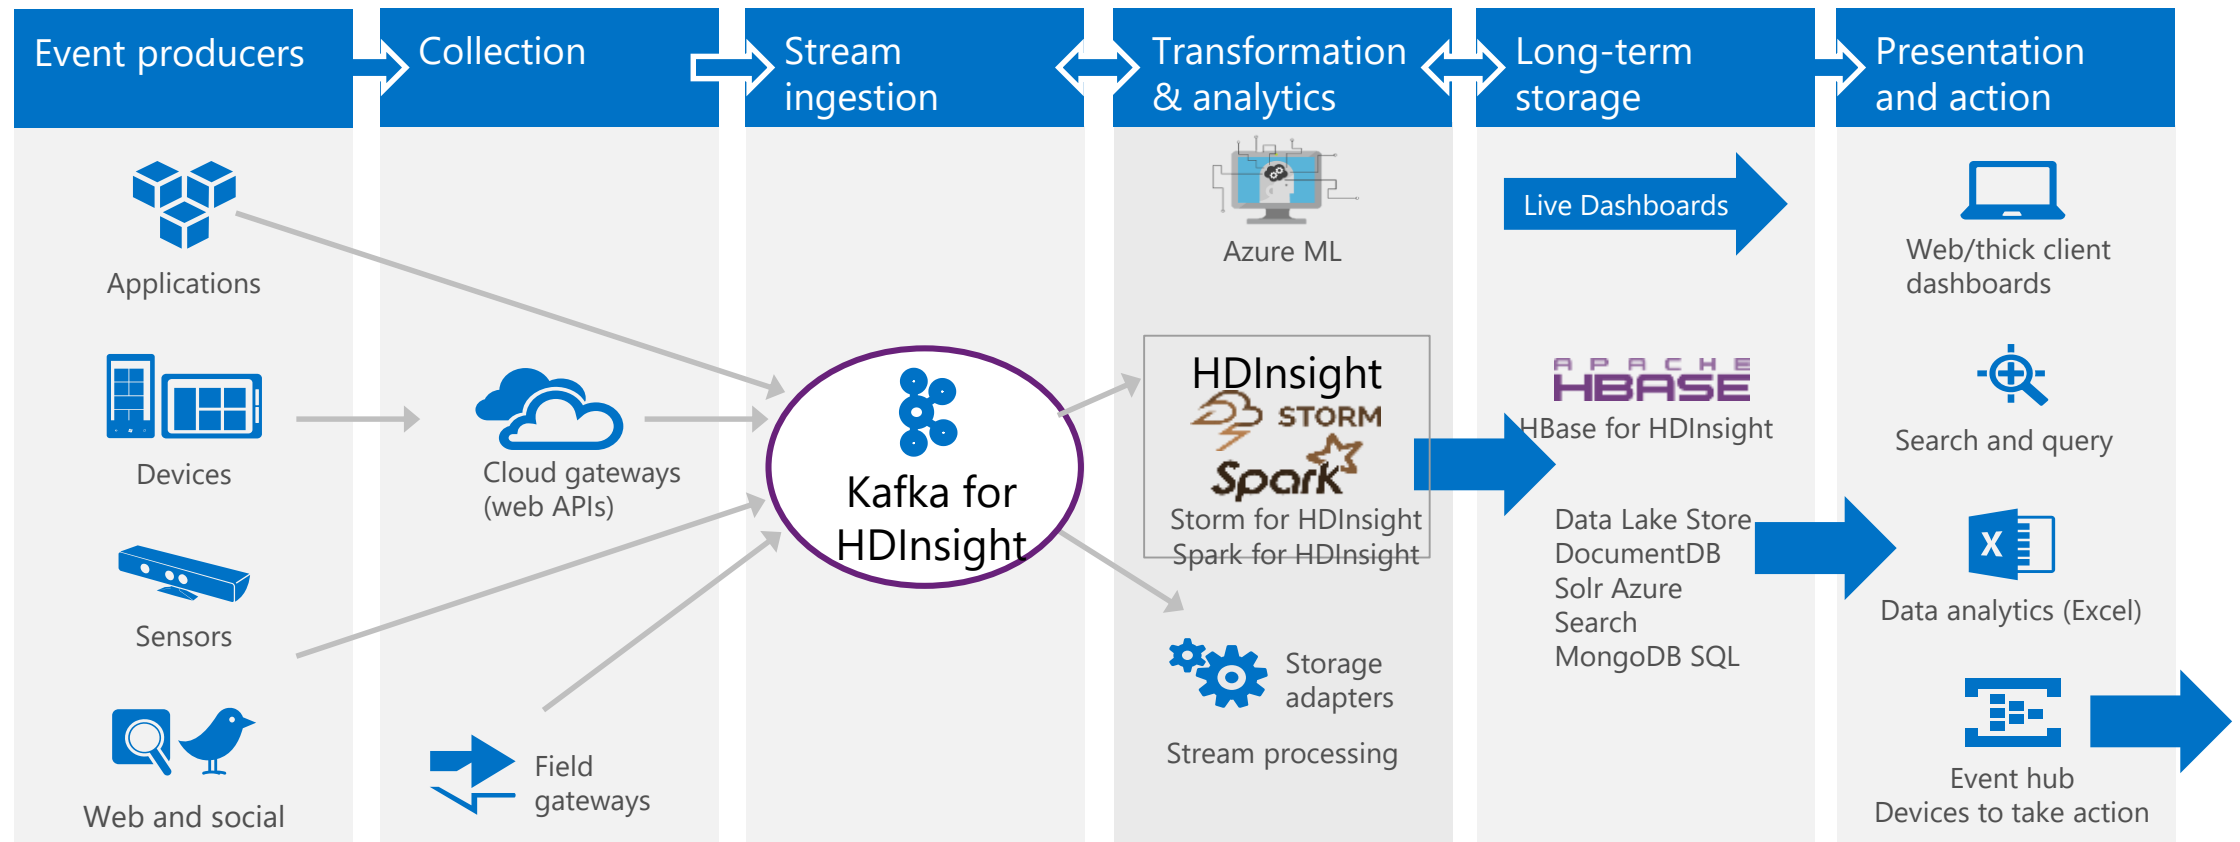 Event producers
Collection
Stream
ingestion
Transformation
& analytics
Long-term
storage
Presentation
and action
Applications
Devices
Sensors
Web and social
Cloud gateways
(web APIs)
Field
gateways
Kafka for
HDInsight
Azure ML
HDInsight
STORM
Spark
Storm for HDInsight
Spark for HDInsight
Storage
adapters
Stream processing
Live Dashboards
APACHE
HBASE
HBase for HDInsight
Data Lake Store
DocumentDB
Solr Azure
Search
MongoDB SQL
Web/thick client
dashboards
Search and query
X
Data analytics (Excel)
Event hub
Devices to take action